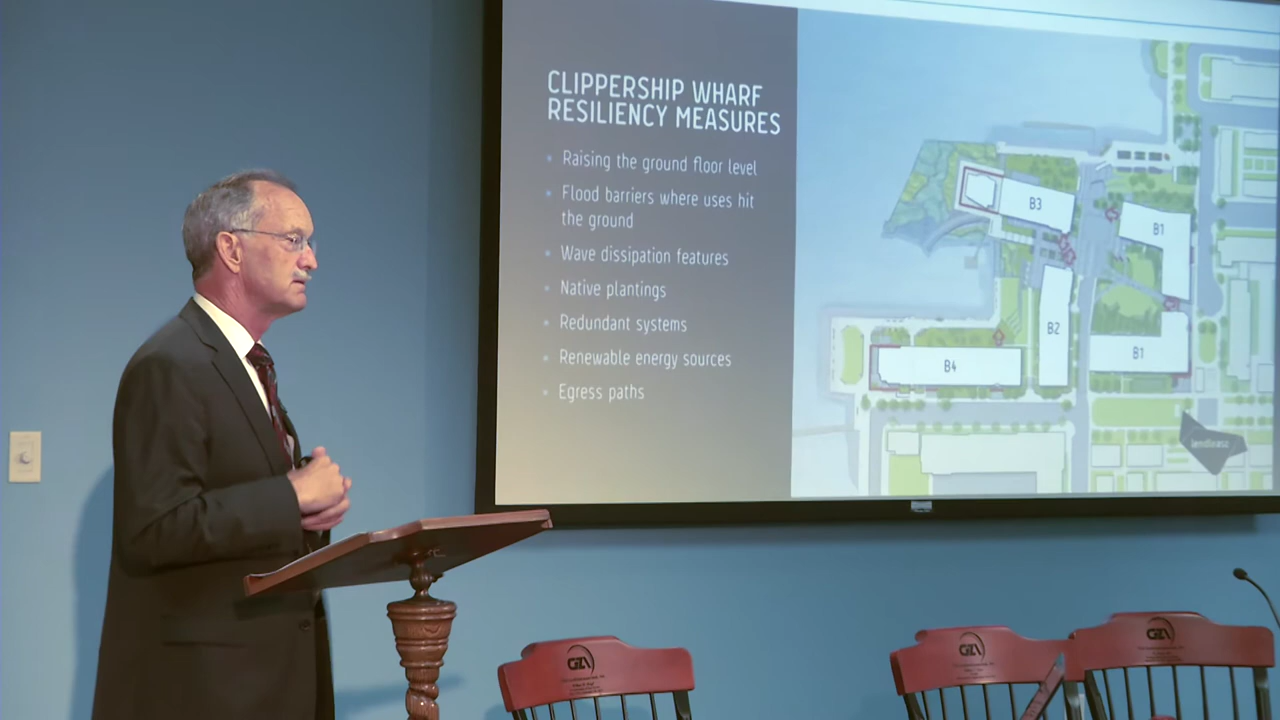 CLIPPERSHIP WHARF
RESILIENCY MEASURES
• Raising the ground floor level
• Flood barriers where uses hit
the ground
• Wave dissipation features
• Native plantings
• Redundant systems
• Renewable energy sources
• Egress paths
B3
B1
B2
B4
B1
lendlease
GZA
GZA
GZA